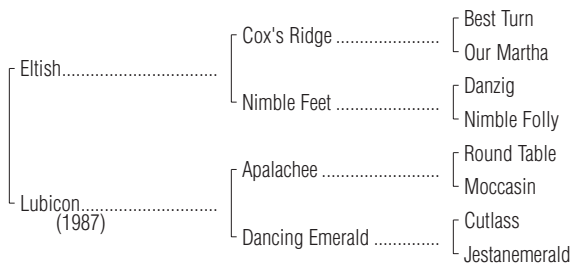 Best Turn
Cox's Ridge ....................
Our Martha
Eltish..............................
Danzig
Nimble Feet ....................
Nimble Folly
Round Table
Apalachee .......................
Moccasin
Lubicon..........................
(1987)
Cutlass
Dancing Emerald .............
Jestanemerald